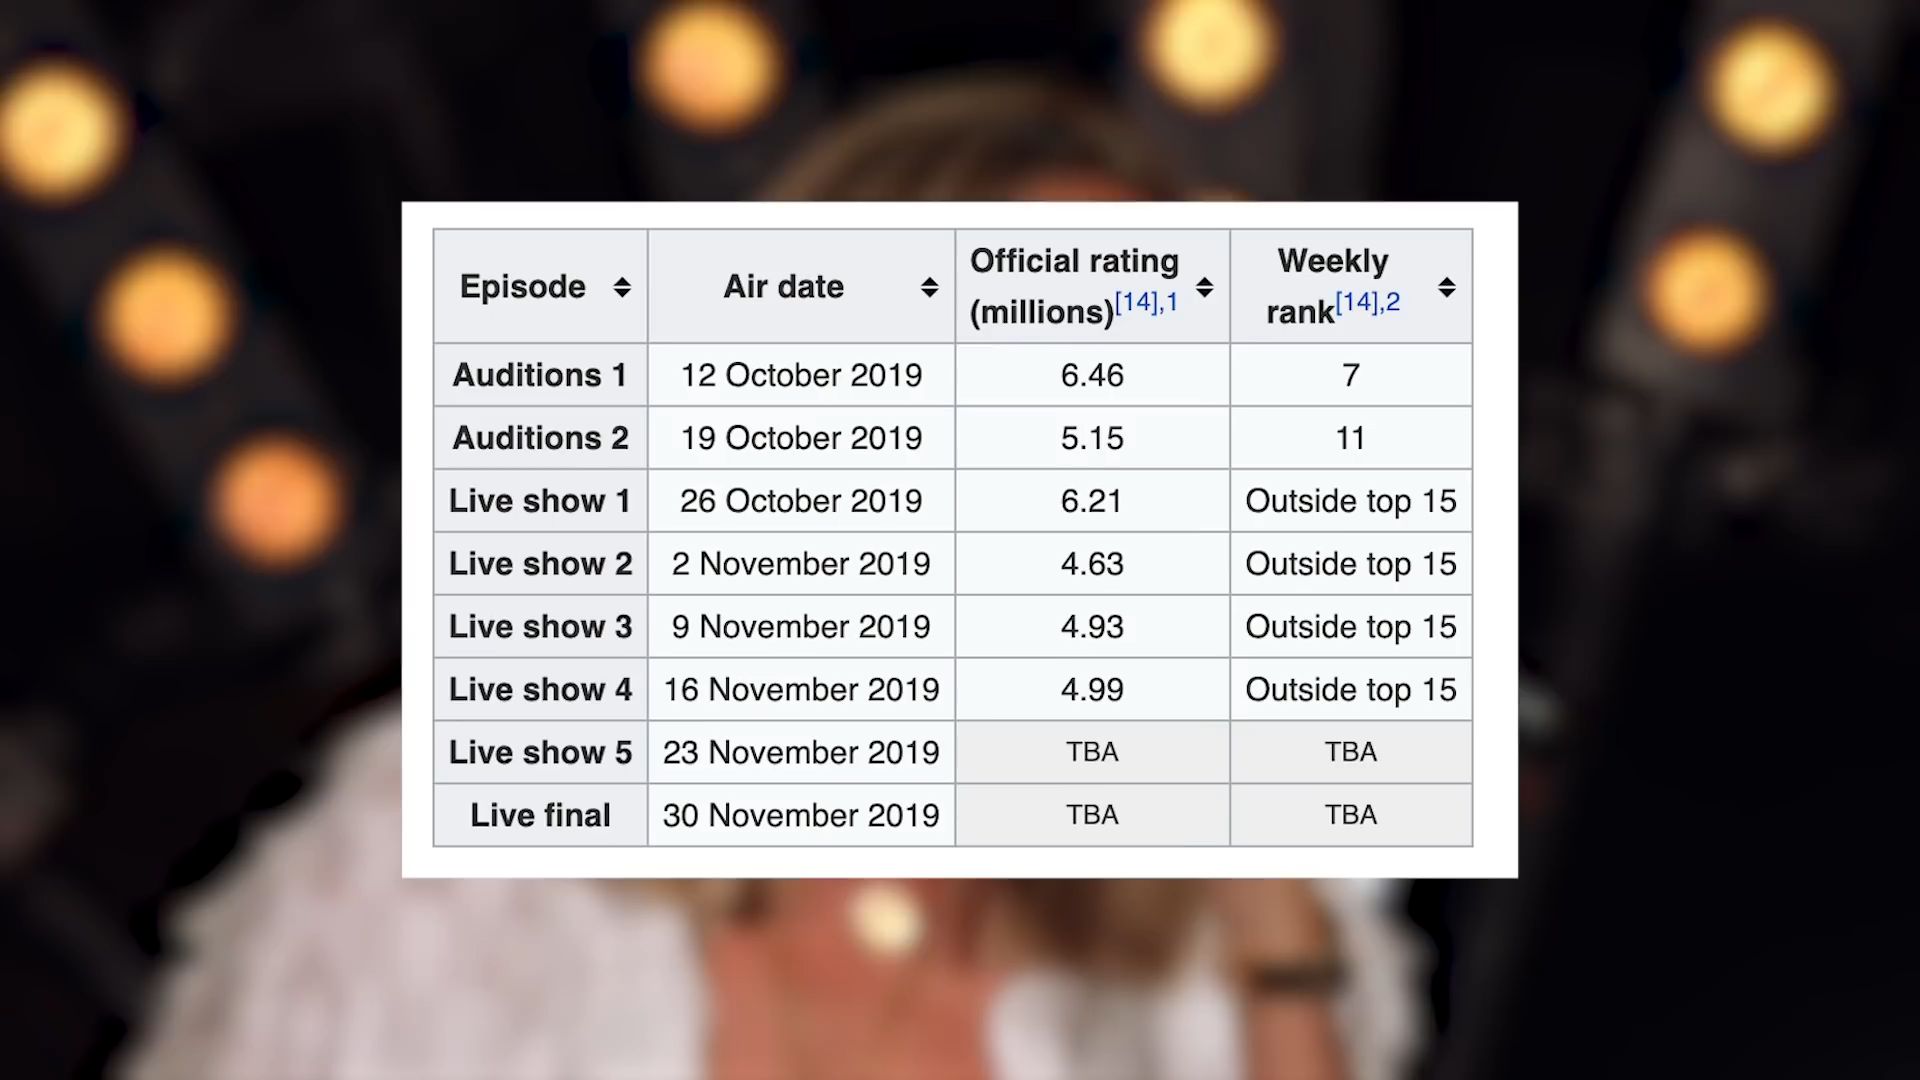 Episode Air date Official rating (millions)[14],1 Weekly rank[14],2
Auditions 1 12 October 2019 6.46 7
Auditions 2 19 October 2019 5.15 11
Live show 1 26 October 2019 6.21 Outside top 15
Live show 2 2 November 2019 4.63 Outside top 15
Live show 3 9 November 2019 4.93 Outside top 15
Live show 4 16 November 2019 4.99 Outside top 15
Live show 5 23 November 2019 TBA TBA
Live final 30 November 2019 TBA TBA